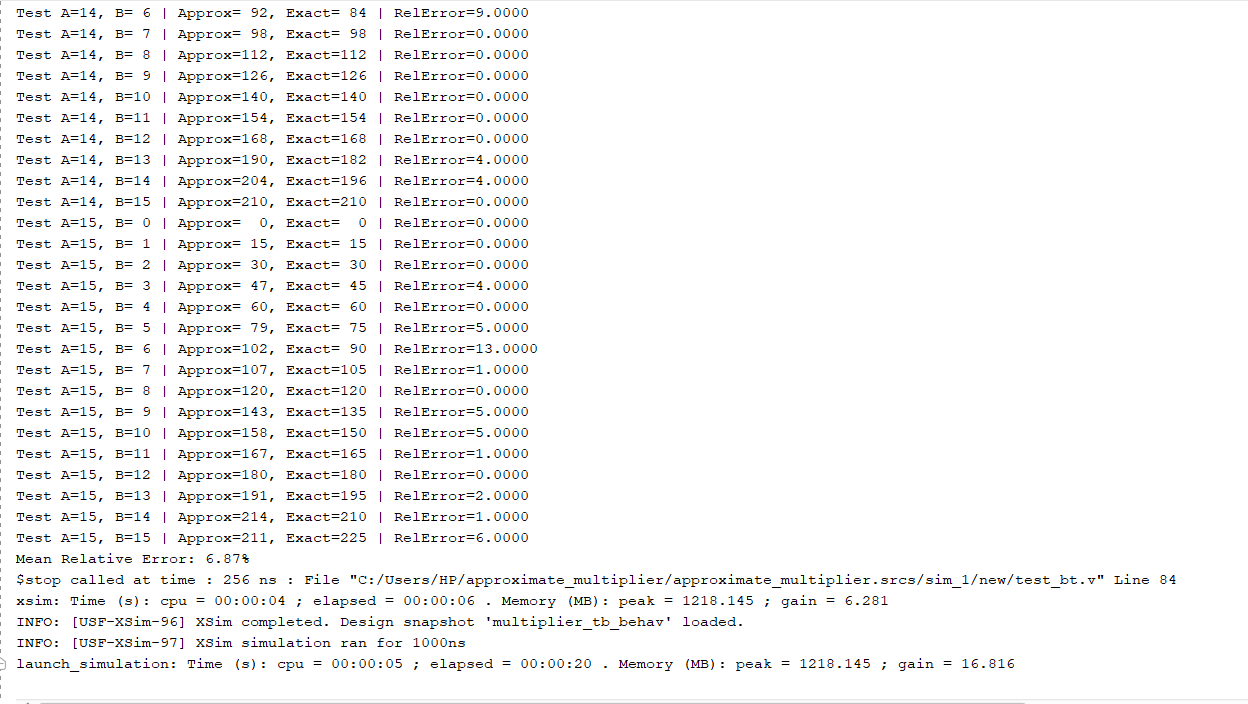 Test A=14, B= 6 | Approx= 92, Exact= 84 | RelError=9.0000
Test A=14, B= 7 | Approx= 98, Exact= 98 | RelError=0.0000
Test A=14, B= 8 | Approx=112, Exact=112 | RelError=0.0000
Test A=14, B= 9 | Approx=126, Exact=126 | RelError=0.0000
Test A=14, B=10 | Approx=140, Exact=140 | RelError=0.0000
Test A=14, B=11 | Approx=154, Exact=154 | RelError=0.0000
Test A=14, B=12 | Approx=168, Exact=168 | RelError=0.0000
Test A=14, B=13 | Approx=190, Exact=182 | RelError=4.0000
Test A=14, B=14 | Approx=204, Exact=196 | RelError=4.0000
Test A=14, B=15 | Approx=210, Exact=210 | RelError=0.0000
Test A=15, B= 0 | Approx=  0, Exact=  0 | RelError=0.0000
Test A=15, B= 1 | Approx= 15, Exact= 15 | RelError=0.0000
Test A=15, B= 2 | Approx= 30, Exact= 30 | RelError=0.0000
Test A=15, B= 3 | Approx= 47, Exact= 45 | RelError=4.0000
Test A=15, B= 4 | Approx= 60, Exact= 60 | RelError=0.0000
Test A=15, B= 5 | Approx= 79, Exact= 75 | RelError=5.0000
Test A=15, B= 6 | Approx=102, Exact= 90 | RelError=13.0000
Test A=15, B= 7 | Approx=107, Exact=105 | RelError=1.0000
Test A=15, B= 8 | Approx=120, Exact=120 | RelError=0.0000
Test A=15, B= 9 | Approx=143, Exact=135 | RelError=5.0000
Test A=15, B=10 | Approx=158, Exact=150 | RelError=5.0000
Test A=15, B=11 | Approx=167, Exact=165 | RelError=1.0000
Test A=15, B=12 | Approx=180, Exact=180 | RelError=0.0000
Test A=15, B=13 | Approx=191, Exact=195 | RelError=2.0000
Test A=15, B=14 | Approx=214, Exact=210 | RelError=1.0000
Test A=15, B=15 | Approx=211, Exact=225 | RelError=6.0000
Mean Relative Error: 6.87%
$stop called at time : 256 ns : File "C:/Users/HP/approximate_multiplier/approximate_multiplier.srcs/sim_1/new/test_bt.v" Line 84
xsim: Time (s): cpu = 00:00:04 ; elapsed = 00:00:06 . Memory (MB): peak = 1218.145 ; gain = 6.281
INFO: [USF-XSim-96] XSim completed. Design snapshot 'multiplier_tb_behav' loaded.
INFO: [USF-XSim-97] XSim simulation ran for 1000ns
launch_simulation: Time (s): cpu = 00:00:05 ; elapsed = 00:00:20 . Memory (MB): peak = 1218.145 ; gain = 16.816